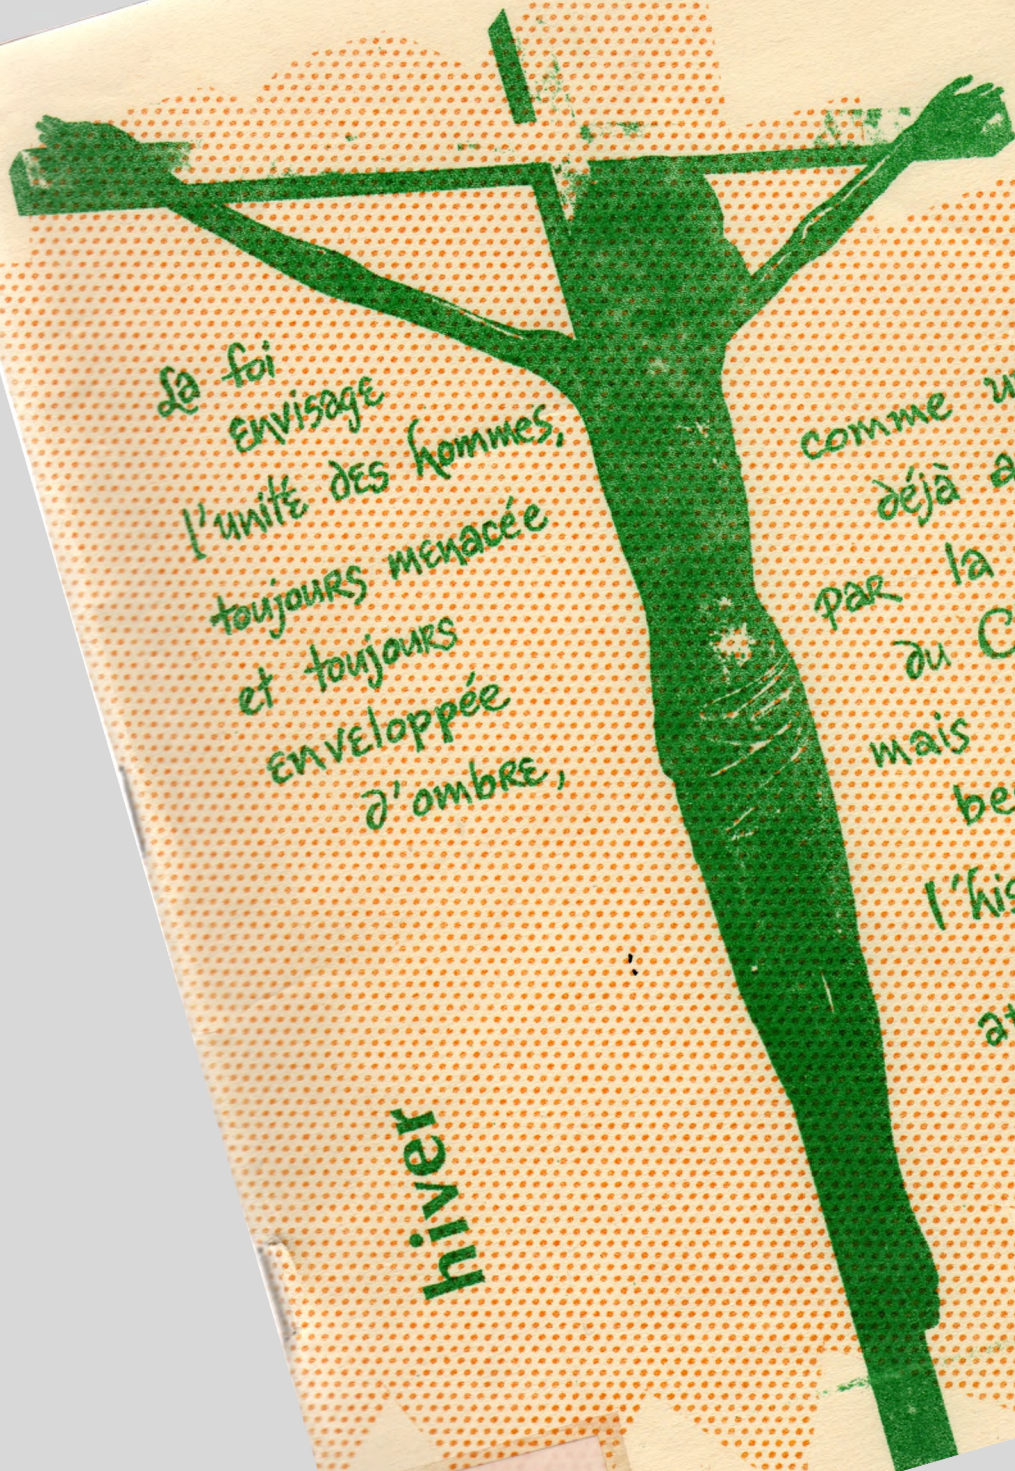 La foi
envisage
l'unité des hommes,
toujours menacée
et toujours
enveloppée
d'ombre,
comme
déjà
par la
du
mais
hiver